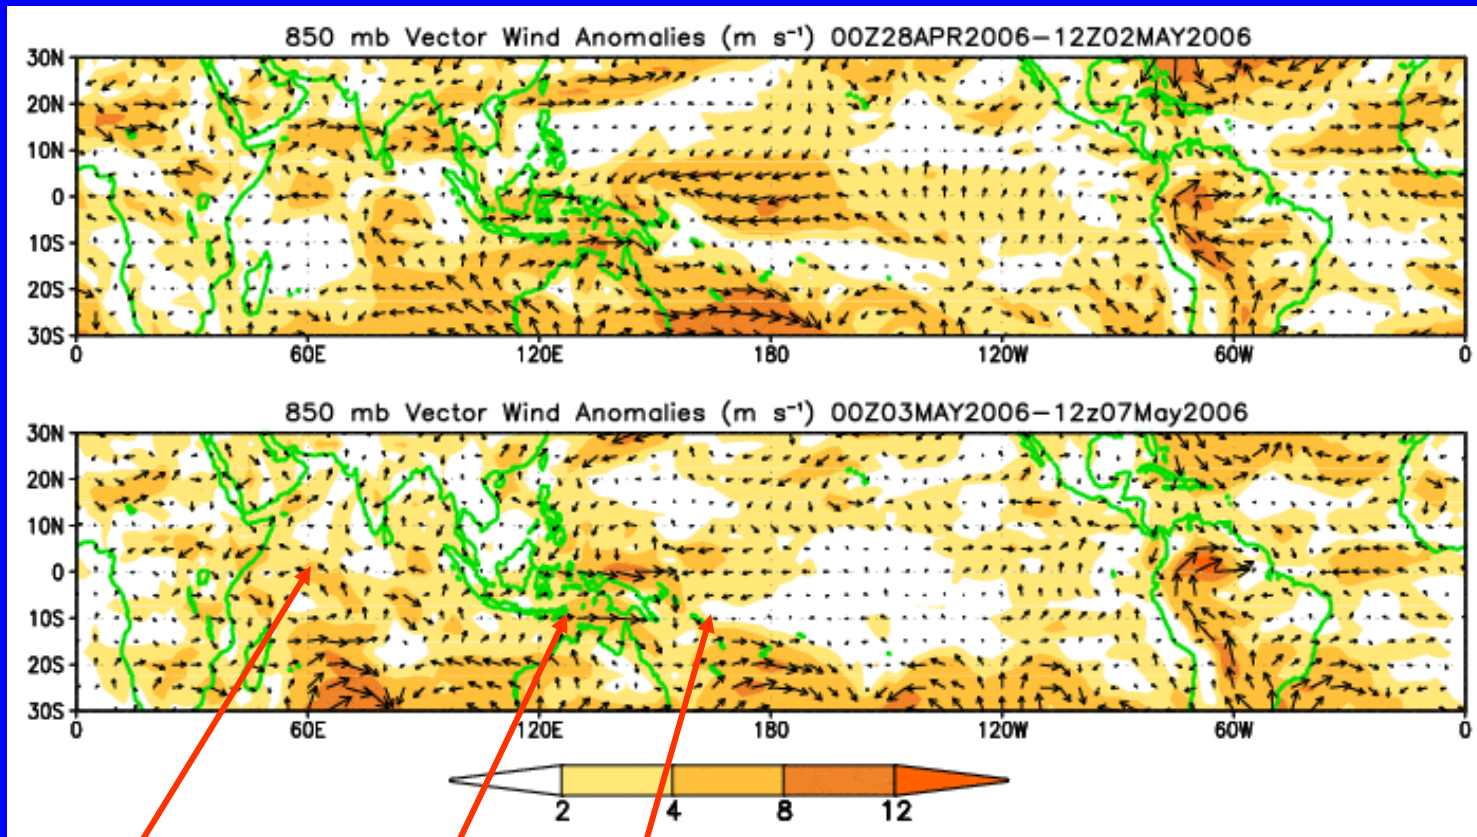 850 mb Vector Wind Anomalies (m s⁻¹) 00Z28APR2006-12Z02MAY2006
30N
20N
10N
0
10S
20S
30S
0 60E 120E 180 120W 60W 0
850 mb Vector Wind Anomalies (m s⁻¹) 00Z03MAY2006-12z07May2006
30N
20N
10N
0
10S
20S
30S
0 60E 120E 180 120W 60W 0
2 4 8 12